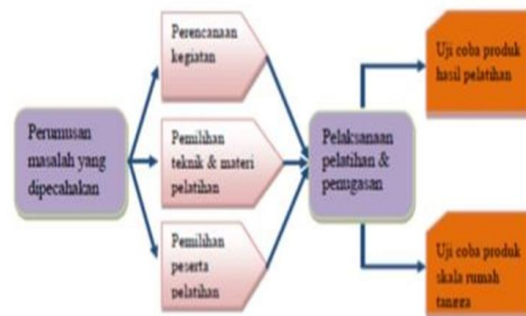 Perumusan
masalah yang
dipecahakan
Perencanaan
kegiatan
Pemilihan
teknik & materi
pelatihan
Pemilihan
peserta
pelatihan
Pelaksanaan
pelatihan &
penugasan
Uji coba produk
hasil pelatihan
Uji coba produk
skala rumah
tangga